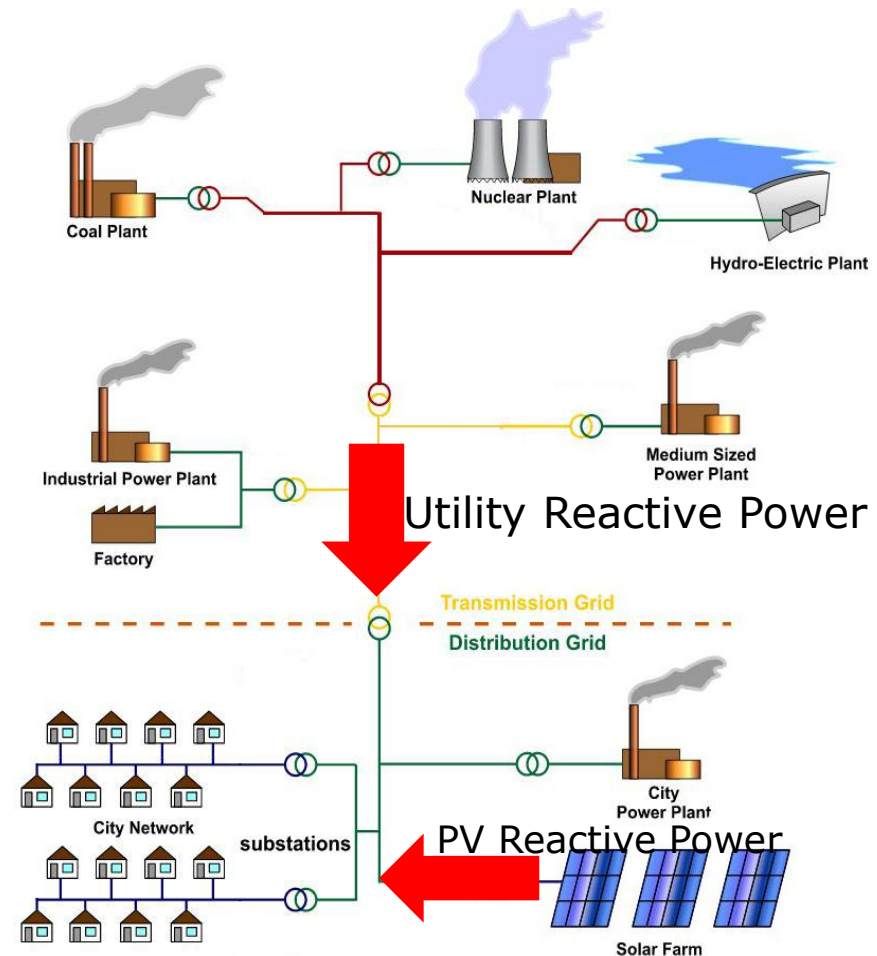 Coal Plant
Nuclear Plant
Hydro-Electric Plant
Industrial Power Plant
Medium Sized
Power Plant
Factory
Utility Reactive Power
Transmission Grid
Distribution Grid
City
Power Plant
City Network
substations
PV Reactive Power
Solar Farm